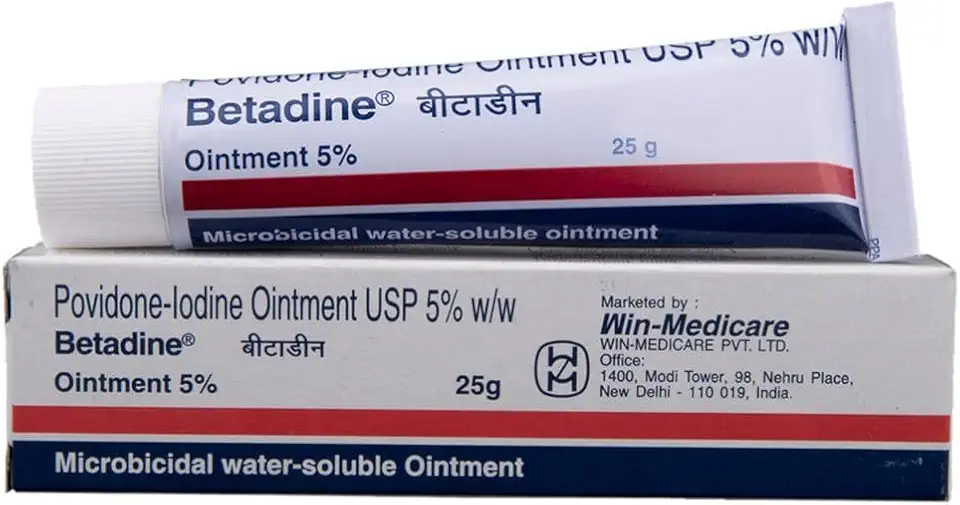 Povidone-Iodine Ointment USP 5% w/w
Betadine® बीटाडीन
Ointment 5% 25 g
Microbicidal water-soluble ointment
Povidone-Iodine Ointment USP 5% w/w
Betadine® बीटाडीन
Ointment 5% 25g
Microbicidal water-soluble Ointment
Marketed by :
Win-Medicare
WIN-MEDICARE PVT. LTD.
Office:
1400, Modi Tower, 98, Nehru Place,
New Delhi - 110 019, India.